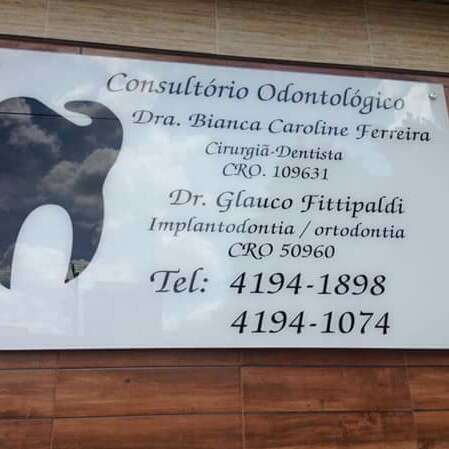 Consultório Odontológico
Dra. Bianca Caroline Ferreira
Cirurgiã-Dentista
CRO. 109631
Dr. Glauco Fittipaldi
Implantodontia / ortodontia
CRO 50960
Tel: 4194-1898
4194-1074